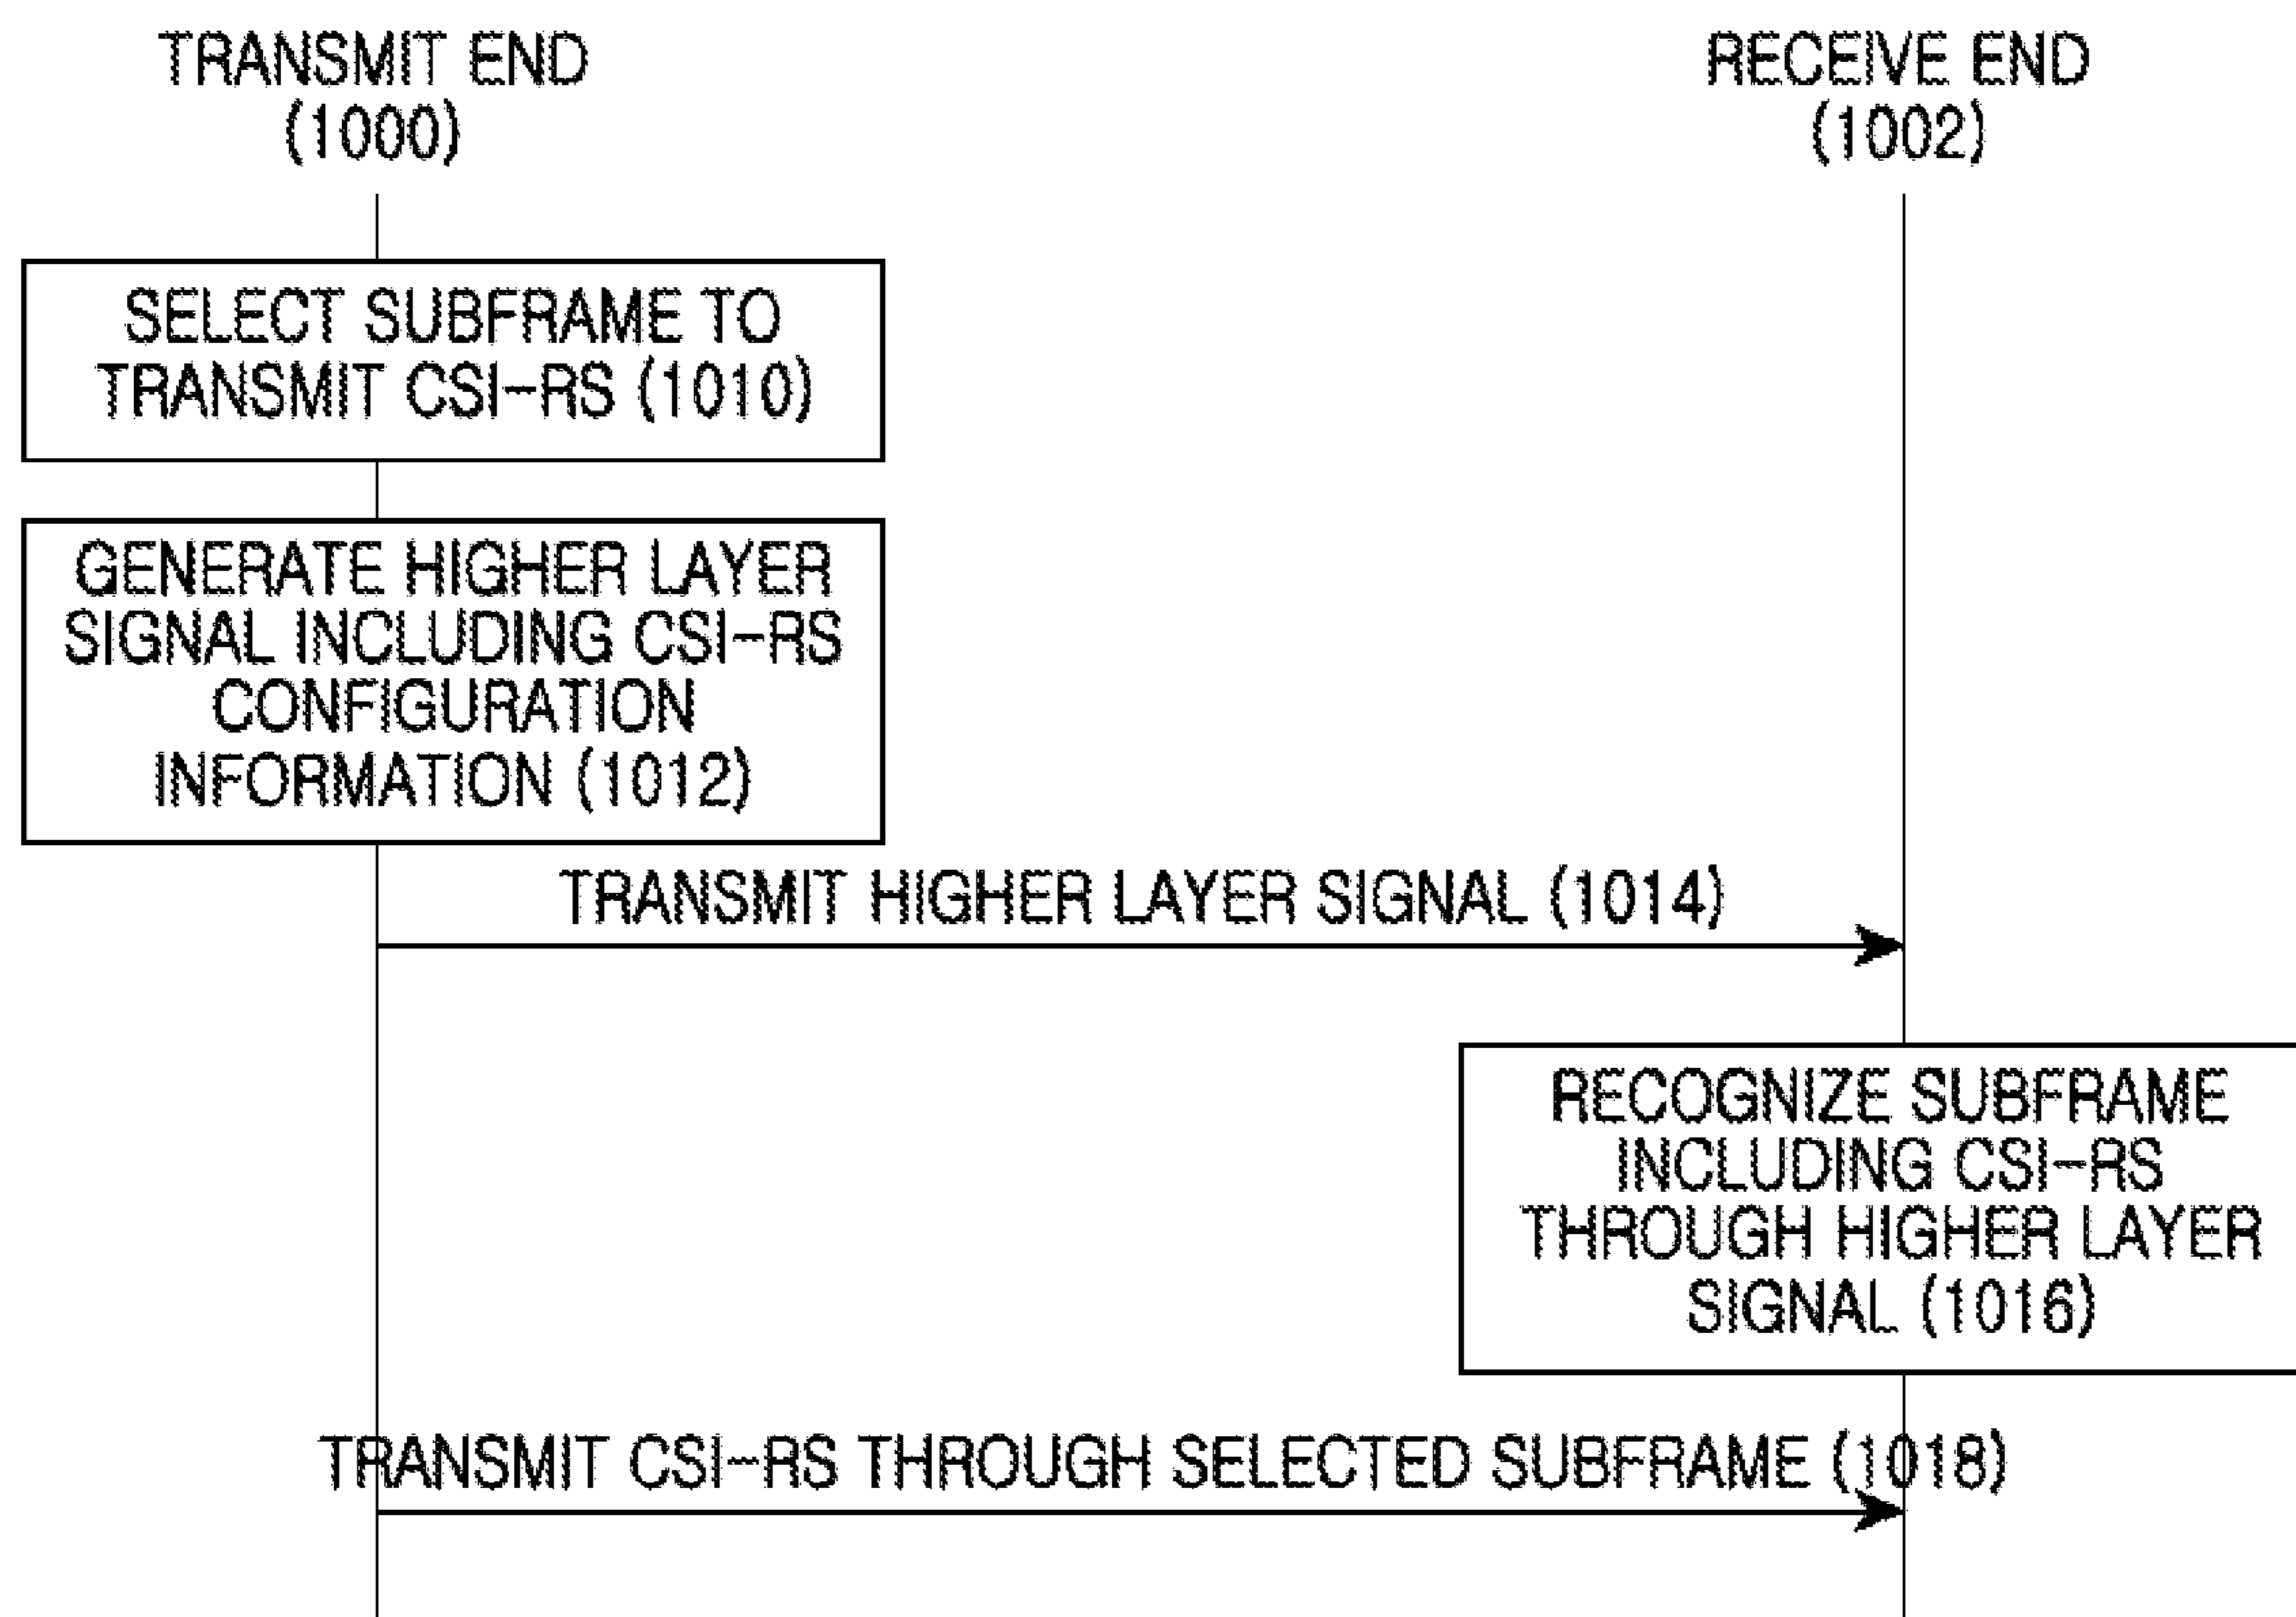 TRANSMIT END
(1000)
RECEIVE END
(1002)
SELECT SUBFRAME TO
TRANSMIT CSI-RS (1010)
GENERATE HIGHER LAYER
SIGNAL INCLUDING CSI-RS
CONFIGURATION
INFORMATION (1012)
TRANSMIT HIGHER LAYER SIGNAL (1014)
RECOGNIZE SUBFRAME
INCLUDING CSI-RS
THROUGH HIGHER LAYER
SIGNAL (1016)
TRANSMIT CSI-RS THROUGH SELECTED SUBFRAME (1018)